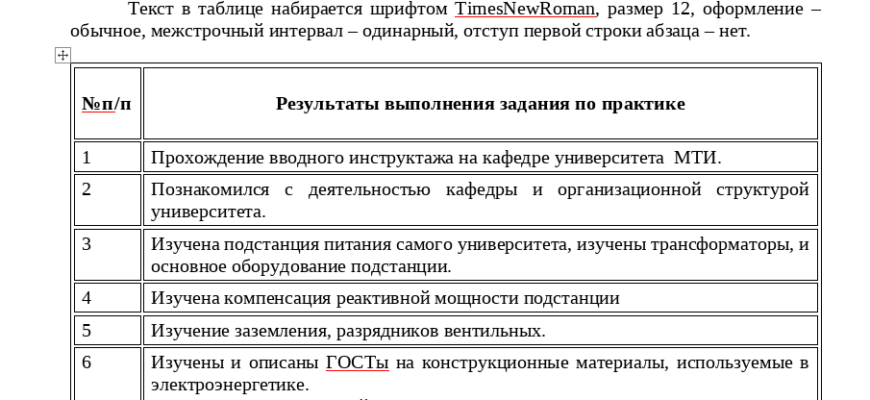 Текст в таблице набирается шрифтом TimesNewRoman, размер 12, оформление –
обычное, межстрочный интервал – одинарный, отступ первой строки абзаца – нет.
№п/п
Результаты выполнения задания по практике
1
Прохождение вводного инструктажа на кафедре университета МТИ.
2
Познакомился с деятельностью кафедры и организационной структурой
университета.
3
Изучена подстанция питания самого университета, изучены трансформаторы, и
основное оборудование подстанции.
4
Изучена компенсация реактивной мощности подстанции
5
Изучение заземления, разрядников вентильных.
6
Изучены и описаны ГОСТы на конструкционные материалы, используемые в
электроэнергетике.